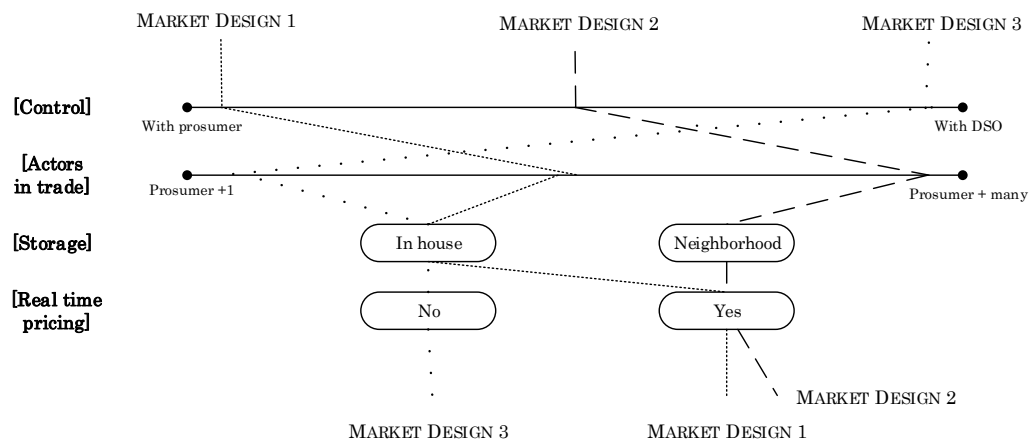 MARKET DESIGN 1
MARKET DESIGN 2
MARKET DESIGN 3
[Control]
With prosumer
With DSO
[Actors
in trade]
Prosumer +1
Prosumer + many
[Storage]
In house
Neighborhood
[Real time
pricing]
No
Yes
MARKET DESIGN 2
MARKET DESIGN 3
MARKET DESIGN 1